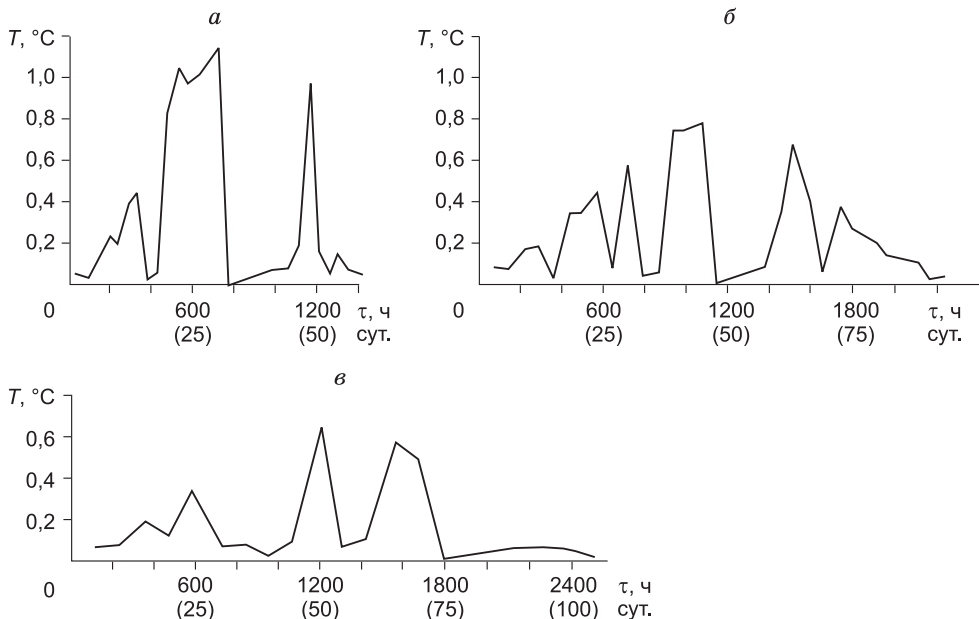 а
T, °C
1,0
0,8
0,6
0,4
0,2
0 600 1200 τ, ч
(25) (50) сут.
б
T, °C
1,0
0,8
0,6
0,4
0,2
0 600 1200 1800 τ, ч
(25) (50) (75) сут.
в
T, °C
0,6
0,4
0,2
0 600 1200 1800 2400 τ, ч
(25) (50) (75) (100) сут.